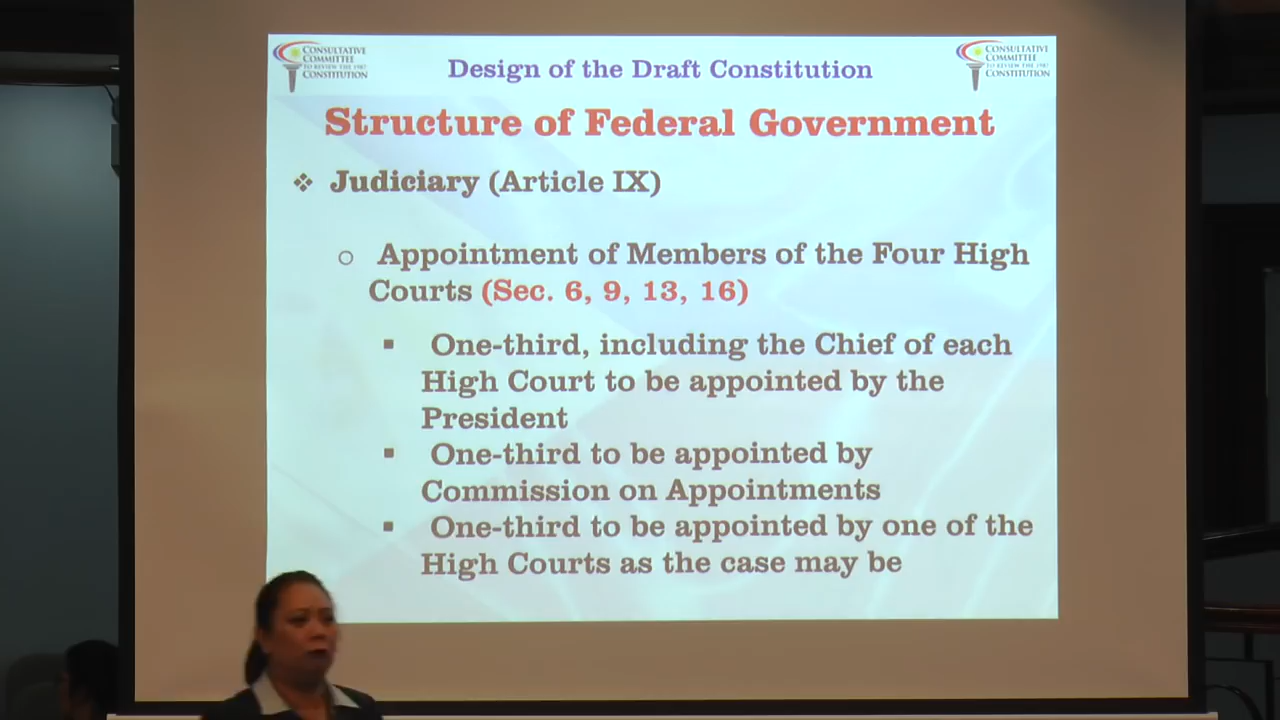 CONSULTATIVE
COMMITTEE
TO REVIEW THE 1987
CONSTITUTION
Design of the Draft Constitution
CONSULTATIVE
COMMITTEE
TO REVIEW THE 1987
CONSTITUTION
Structure of Federal Government
❖ Judiciary (Article IX)
o Appointment of Members of the Four High
Courts (Sec. 6, 9, 13, 16)
▪ One-third, including the Chief of each
High Court to be appointed by the
President
▪ One-third to be appointed by
Commission on Appointments
▪ One-third to be appointed by one of the
High Courts as the case may be